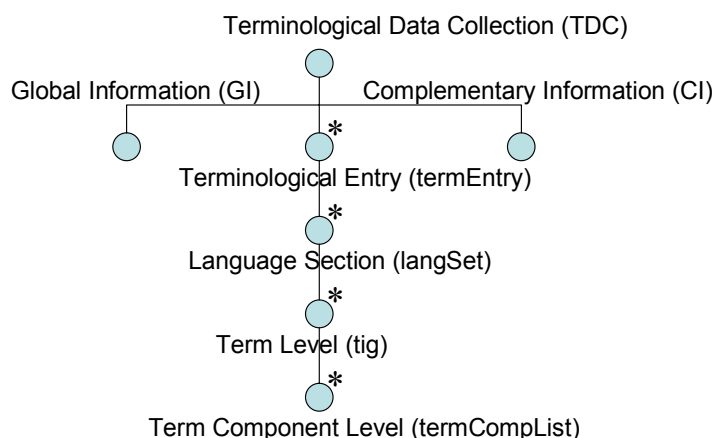 Terminological Data Collection (TDC)
Global Information (GI)
Complementary Information (CI)
*
Terminological Entry (termEntry)
*
Language Section (langSet)
*
Term Level (tig)
*
Term Component Level (termCompList)